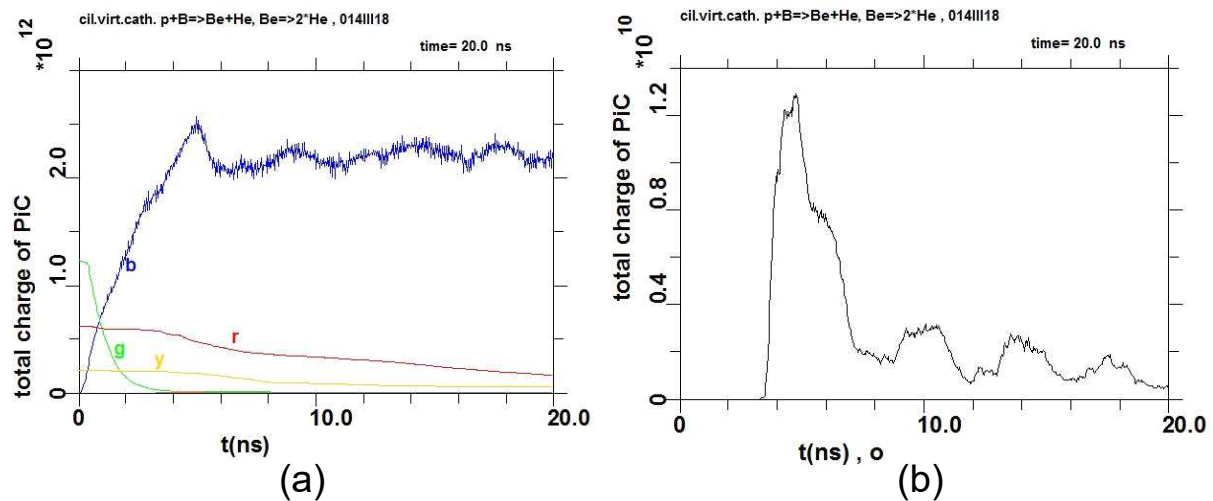 cil.virt.cath. p+B=>Be+He, Be=>2*He , 014III18
time= 20.0 ns
*10^12
total charge of PiC
2.0
1.0
0
b
g
r
y
0
10.0
20.0
t(ns)
(a)
cil.virt.cath. p+B=>Be+He, Be=>2*He , 014III18
time= 20.0 ns
*10^10
total charge of PiC
1.2
0.8
0.4
0
0
10.0
20.0
t(ns) , o
(b)